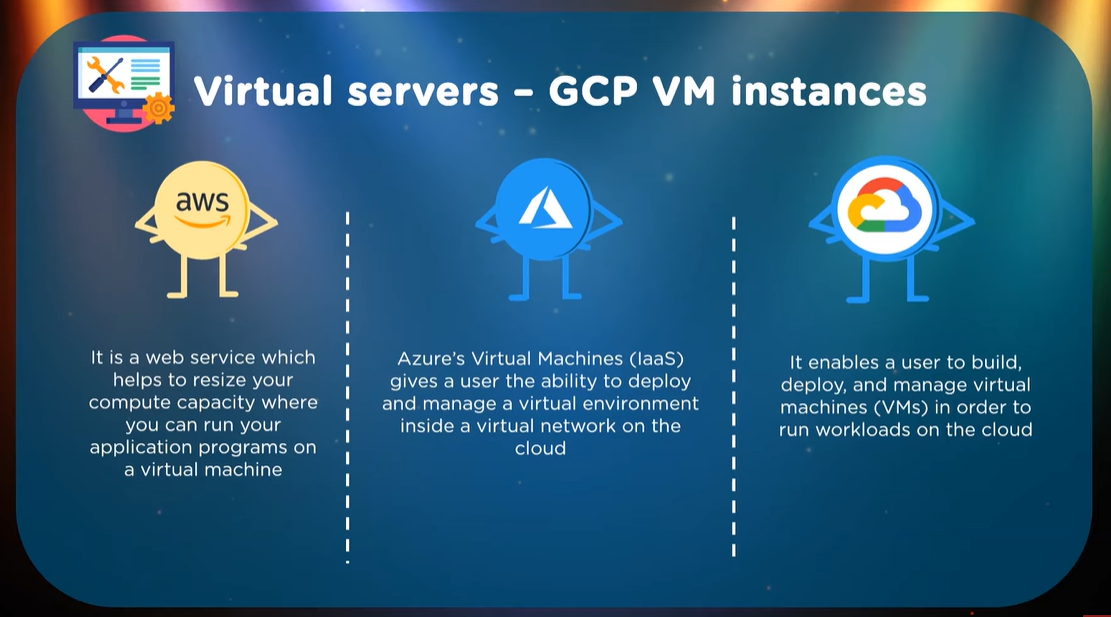 Virtual servers – GCP VM instances
aws
It is a web service which
helps to resize your
compute capacity where
you can run your
application programs on
a virtual machine
Azure’s Virtual Machines (IaaS)
gives a user the ability to deploy
and manage a virtual environment
inside a virtual network on the
cloud
It enables a user to build,
deploy, and manage virtual
machines (VMs) in order to
run workloads on the cloud